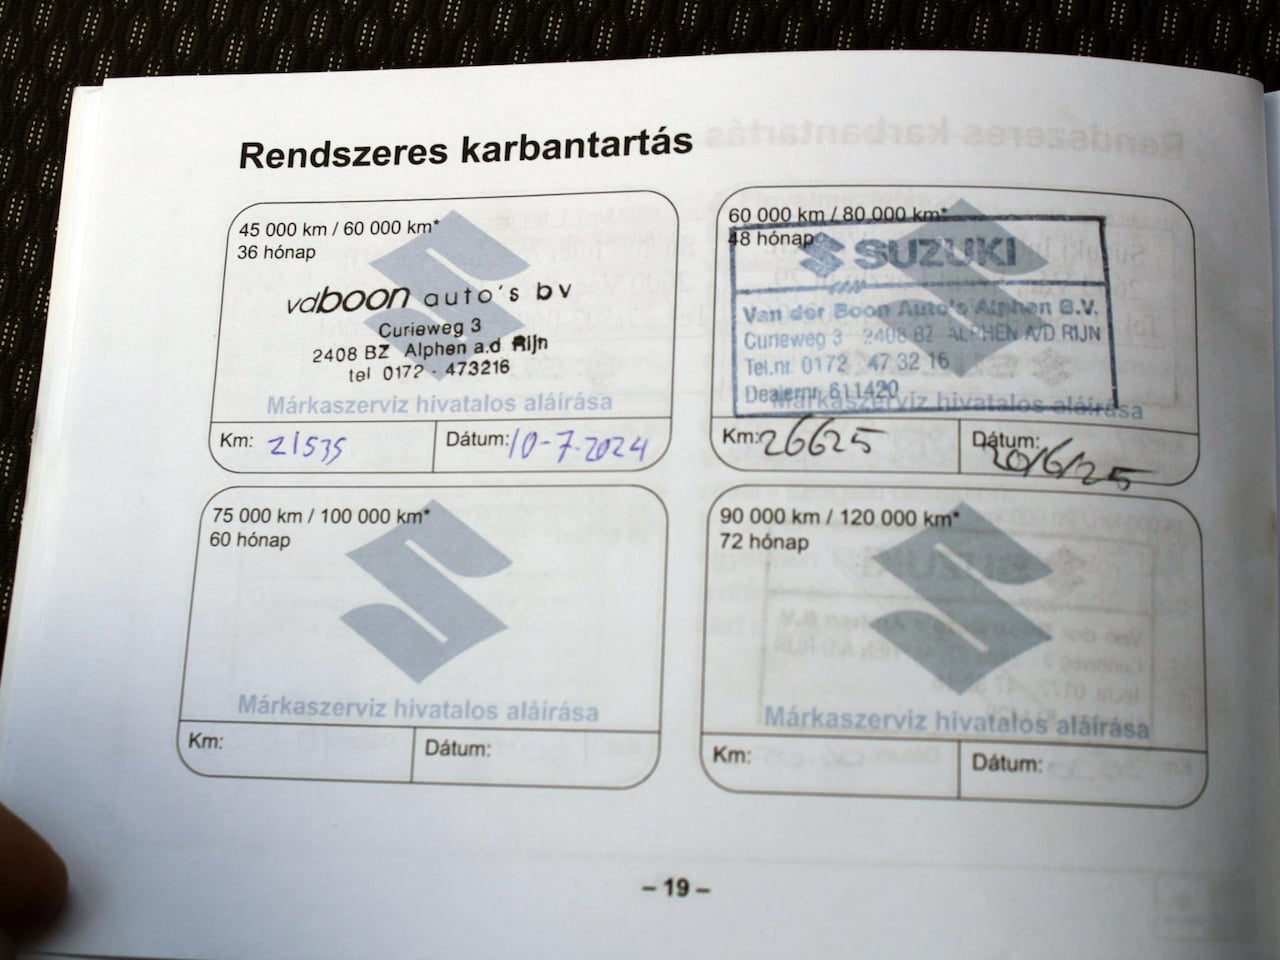 Rendszeres karbantartás
45 000 km / 60 000 km*
36 hónap
vdboon auto's bv
Curieweg 3
2408 BZ Alphen a.d Rijn
tel 0172 - 473216
Márkaszerviz hivatalos aláírása
Km: 21535
Dátum: 10-7-2024
60 000 km / 80 000 km*
48 hónap
SUZUKI
Van der Boon Auto's Alphen B.V.
Curieweg 3 2408 BZ ALPHEN A/D RIJN
Tel.nr. 0172 47 32 16
Dealernr. 611420
Márkaszerviz hivatalos aláírása
Km: 26625
Dátum: 20/6/25
75 000 km / 100 000 km*
60 hónap
Márkaszerviz hivatalos aláírása
Km:
Dátum:
90 000 km / 120 000 km*
72 hónap
Márkaszerviz hivatalos aláírása
Km:
Dátum:
– 19 –